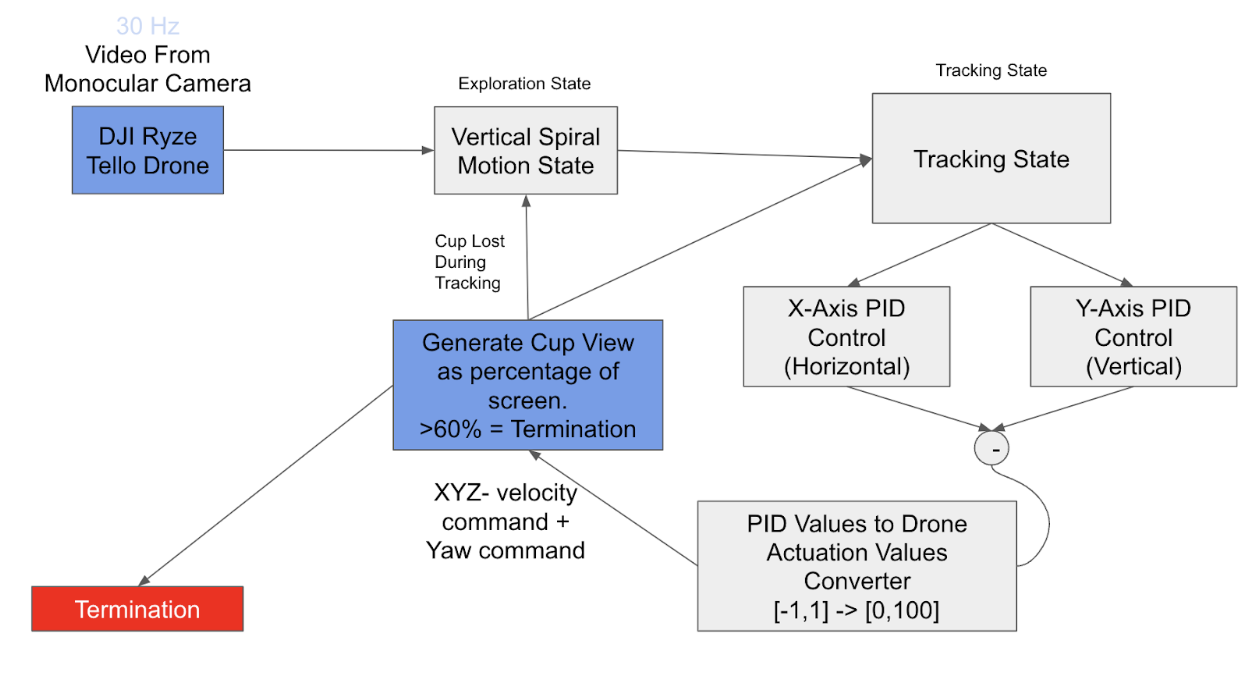 30 Hz
Video From
Monocular Camera
DJI Ryze
Tello Drone
Exploration State
Vertical Spiral
Motion State
Tracking State
Tracking State
Cup Lost
During
Tracking
X-Axis PID
Control
(Horizontal)
Y-Axis PID
Control
(Vertical)
-
Generate Cup View
as percentage of
screen.
>60% = Termination
XYZ- velocity
command +
Yaw command
PID Values to Drone
Actuation Values
Converter
[-1,1] -> [0,100]
Termination